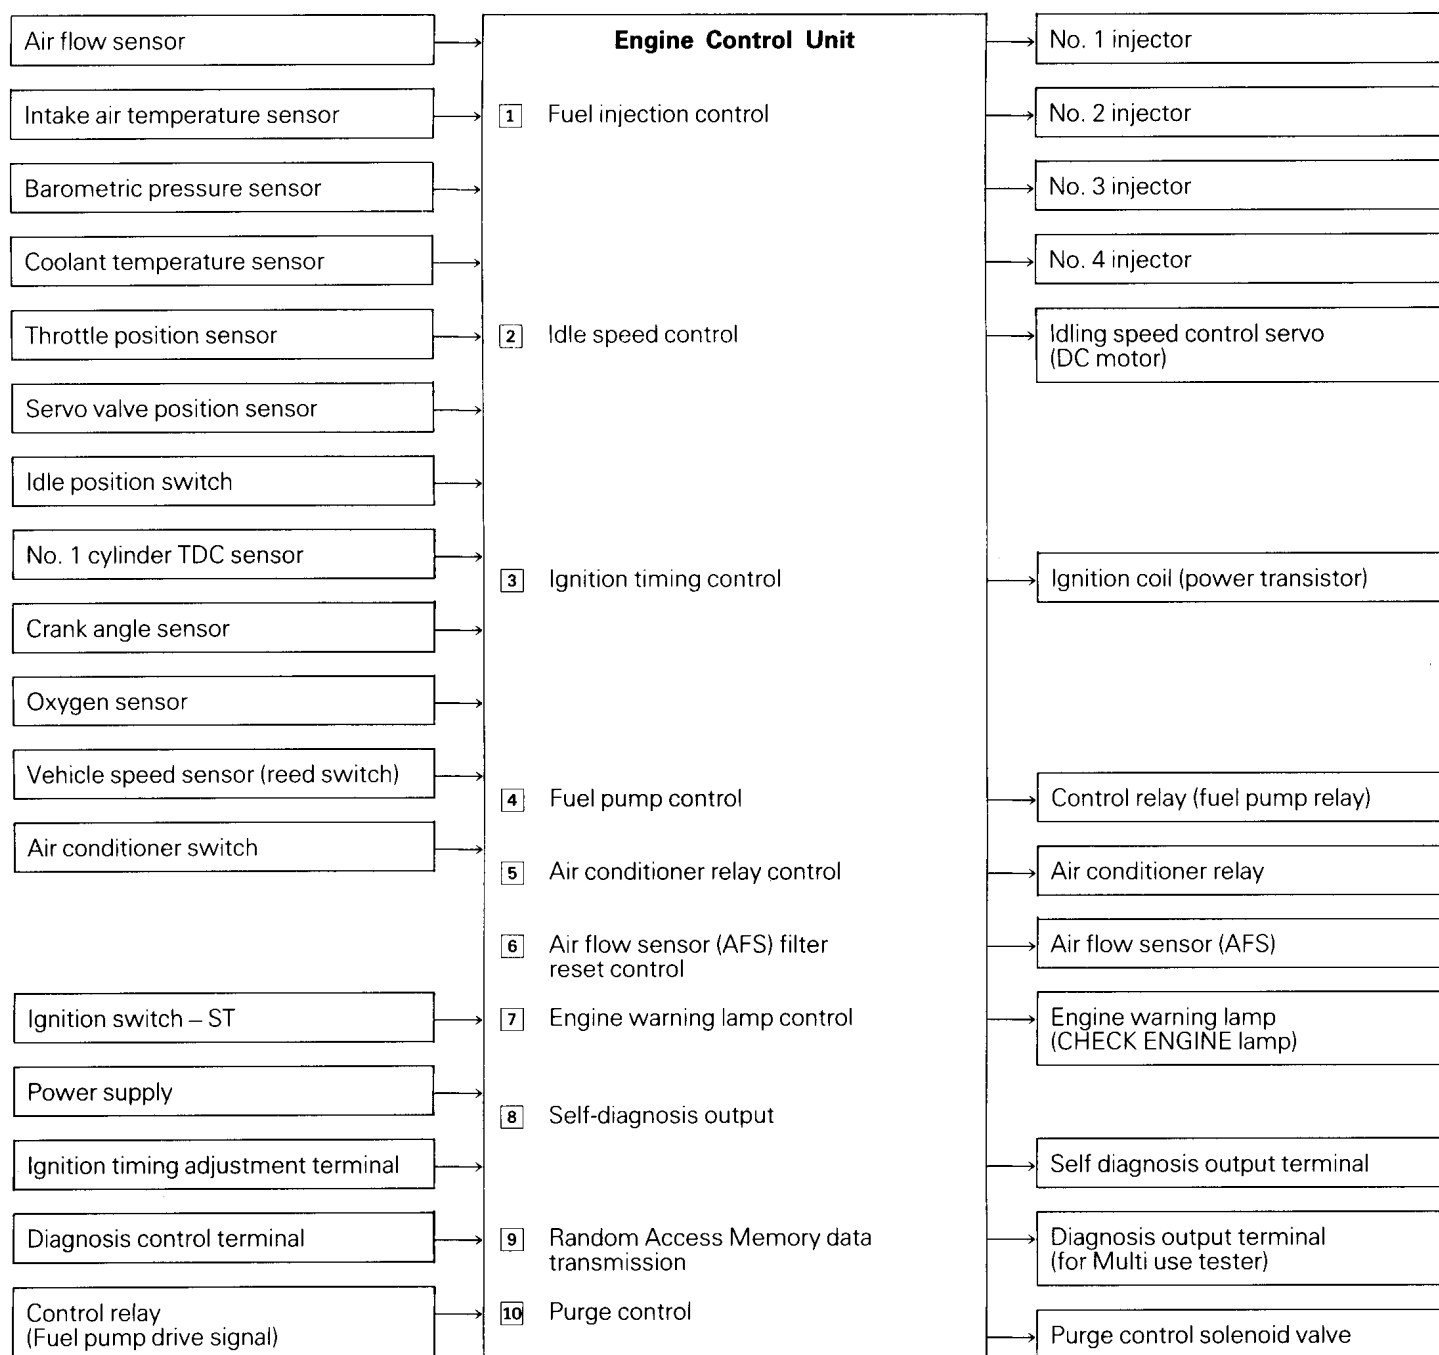 Air flow sensor
Intake air temperature sensor
Barometric pressure sensor
Coolant temperature sensor
Throttle position sensor
Servo valve position sensor
Idle position switch
No. 1 cylinder TDC sensor
Crank angle sensor
Oxygen sensor
Vehicle speed sensor (reed switch)
Air conditioner switch
Ignition switch – ST
Power supply
Ignition timing adjustment terminal
Diagnosis control terminal
Control relay
(Fuel pump drive signal)
Engine Control Unit
1 Fuel injection control
2 Idle speed control
3 Ignition timing control
4 Fuel pump control
5 Air conditioner relay control
6 Air flow sensor (AFS) filter
reset control
7 Engine warning lamp control
8 Self-diagnosis output
9 Random Access Memory data
transmission
10 Purge control
No. 1 injector
No. 2 injector
No. 3 injector
No. 4 injector
Idling speed control servo
(DC motor)
Ignition coil (power transistor)
Control relay (fuel pump relay)
Air conditioner relay
Air flow sensor (AFS)
Engine warning lamp
(CHECK ENGINE lamp)
Self diagnosis output terminal
Diagnosis output terminal
(for Multi use tester)
Purge control solenoid valve